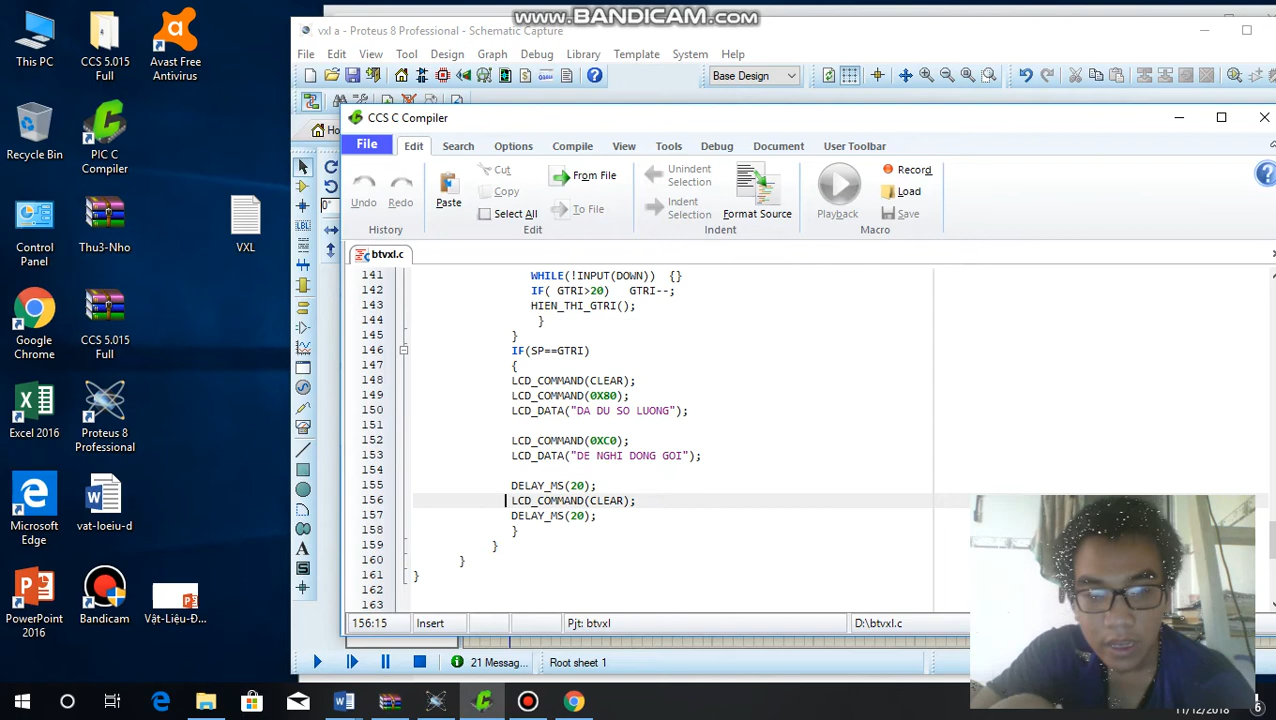 www.BANDICAM.com
This PC
CCS 5.015
Full
Avast Free
Antivirus
Recycle Bin
PIC C
Compiler
Control
Panel
Thu3-Nho
VXL
Google
Chrome
CCS 5.015
Full
Excel 2016
Proteus 8
Professional
Microsoft
Edge
vat-loeiu-d
PowerPoint
2016
Bandicam
Vật-Liệu-Đ...
vxl a - Proteus 8 Professional - Schematic Capture
File Edit View Tool Design Graph Debug Library Template System Help
Base Design
CCS C Compiler
File Edit Search Options Compile View Tools Debug Document User Toolbar
Undo Redo
History
Paste
Cut
Copy
Select All
From File
To File
Edit
Unindent
Selection
Indent
Selection
Format Source
Indent
Playback
Record
Load
Save
Macro
btvxl.c
141 WHILE(!INPUT(DOWN)) {}
142 IF( GTRI>20) GTRI--;
143 HIEN_THI_GTRI();
144 }
145 }
146 IF(SP==GTRI)
147 {
148 LCD_COMMAND(CLEAR);
149 LCD_COMMAND(0X80);
150 LCD_DATA("DA DU SO LUONG");
151
152 LCD_COMMAND(0XC0);
153 LCD_DATA("DE NGHI DONG GOI");
154
155 DELAY_MS(20);
156 LCD_COMMAND(CLEAR);
157 DELAY_MS(20);
158 }
159 }
160 }
161 }
162
163
156:15 Insert Pjt: btvxl D:\btvxl.c
21 Messag... Root sheet 1
11/12/2018